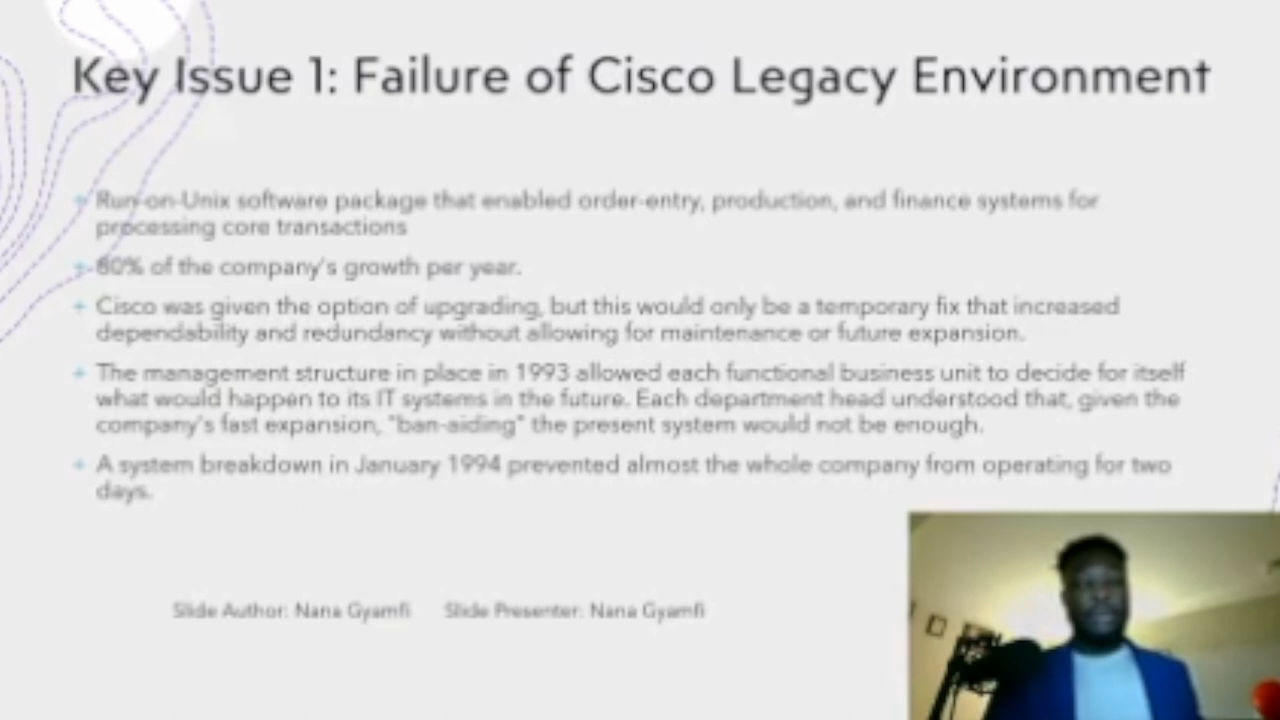 Key Issue 1: Failure of Cisco Legacy Environment
+ Run-on-Unix software package that enabled order-entry, production, and finance systems for
processing core transactions
+ 80% of the company's growth per year.
+ Cisco was given the option of upgrading, but this would only be a temporary fix that increased
dependability and redundancy without allowing for maintenance or future expansion.
+ The management structure in place in 1993 allowed each functional business unit to decide for itself
what would happen to its IT systems in the future. Each department head understood that, given the
company's fast expansion, "ban-aiding" the present system would not be enough.
+ A system breakdown in January 1994 prevented almost the whole company from operating for two
days.
Slide Author: Nana Gyamfi Slide Presenter: Nana Gyamfi